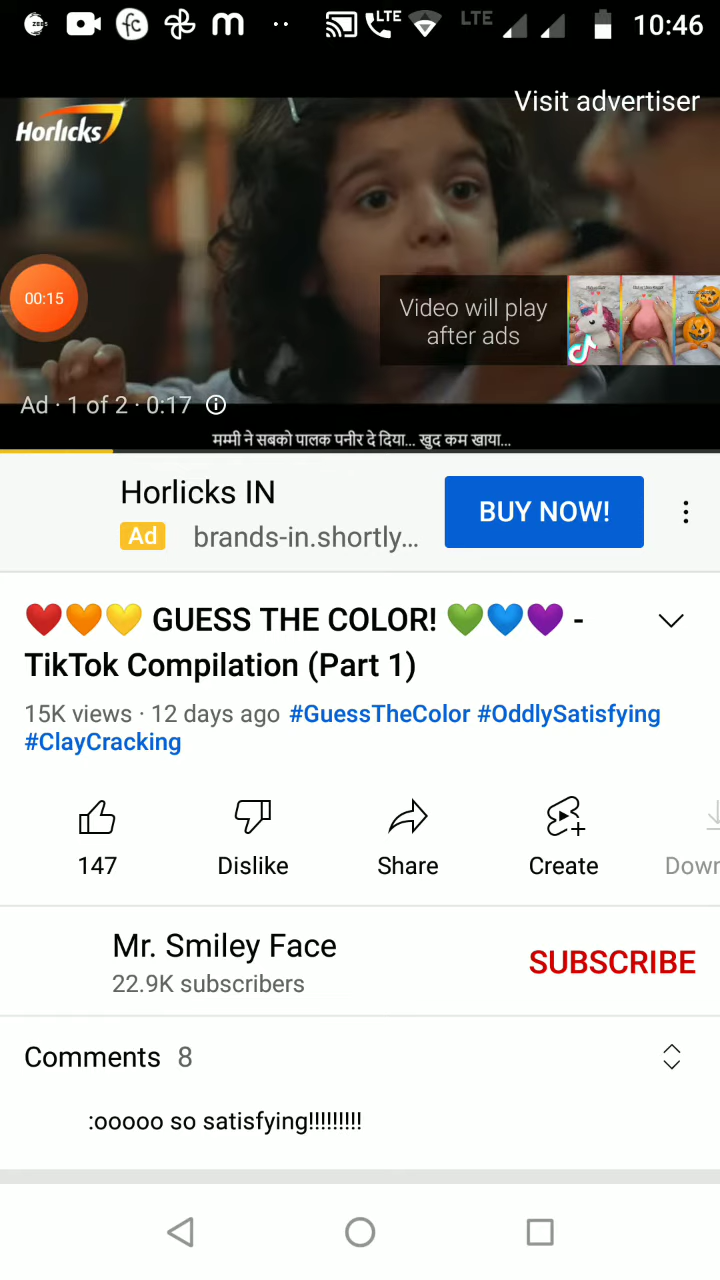 LTE
LTE
10:46
Visit advertiser
Horlicks
00:15
Video will play
after ads
Ad · 1 of 2 · 0:17
मम्मी ने सबको पालक पनीर दे दिया... खुद कम खाया...
Horlicks IN
BUY NOW!
Ad brands-in.shortly...
❤️🧡💛 GUESS THE COLOR! 💚💙💜 -
TikTok Compilation (Part 1)
15K views · 12 days ago #GuessTheColor #OddlySatisfying
#ClayCracking
147
Dislike
Share
Create
Mr. Smiley Face
22.9K subscribers
SUBSCRIBE
Comments 8
:ooooo so satisfying!!!!!!!!!